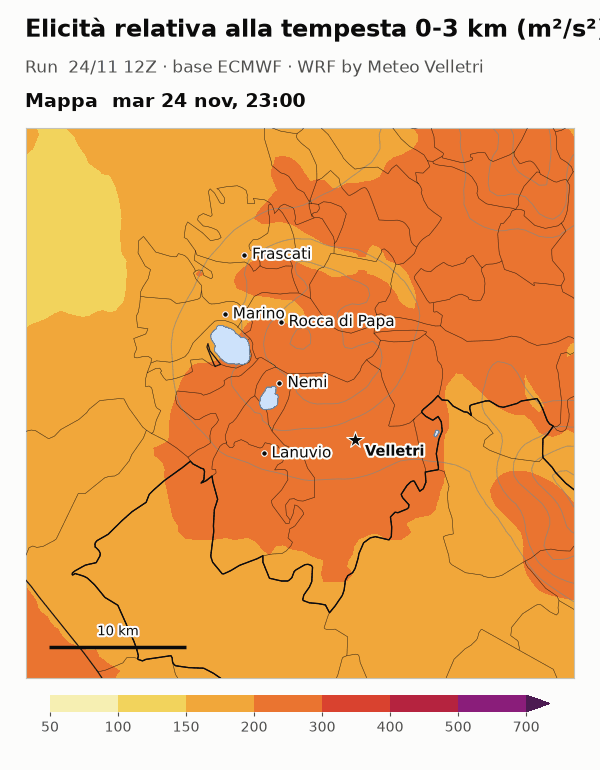 Elicità relativa alla tempesta 0-3 km (m²/s²)
Run 24/11 12Z · base ECMWF · WRF by Meteo Velletri
Mappa mar 24 nov, 23:00
Frascati
Marino
Rocca di Papa
Nemi
Velletri
Lanuvio
10 km
50 100 150 200 300 400 500 700